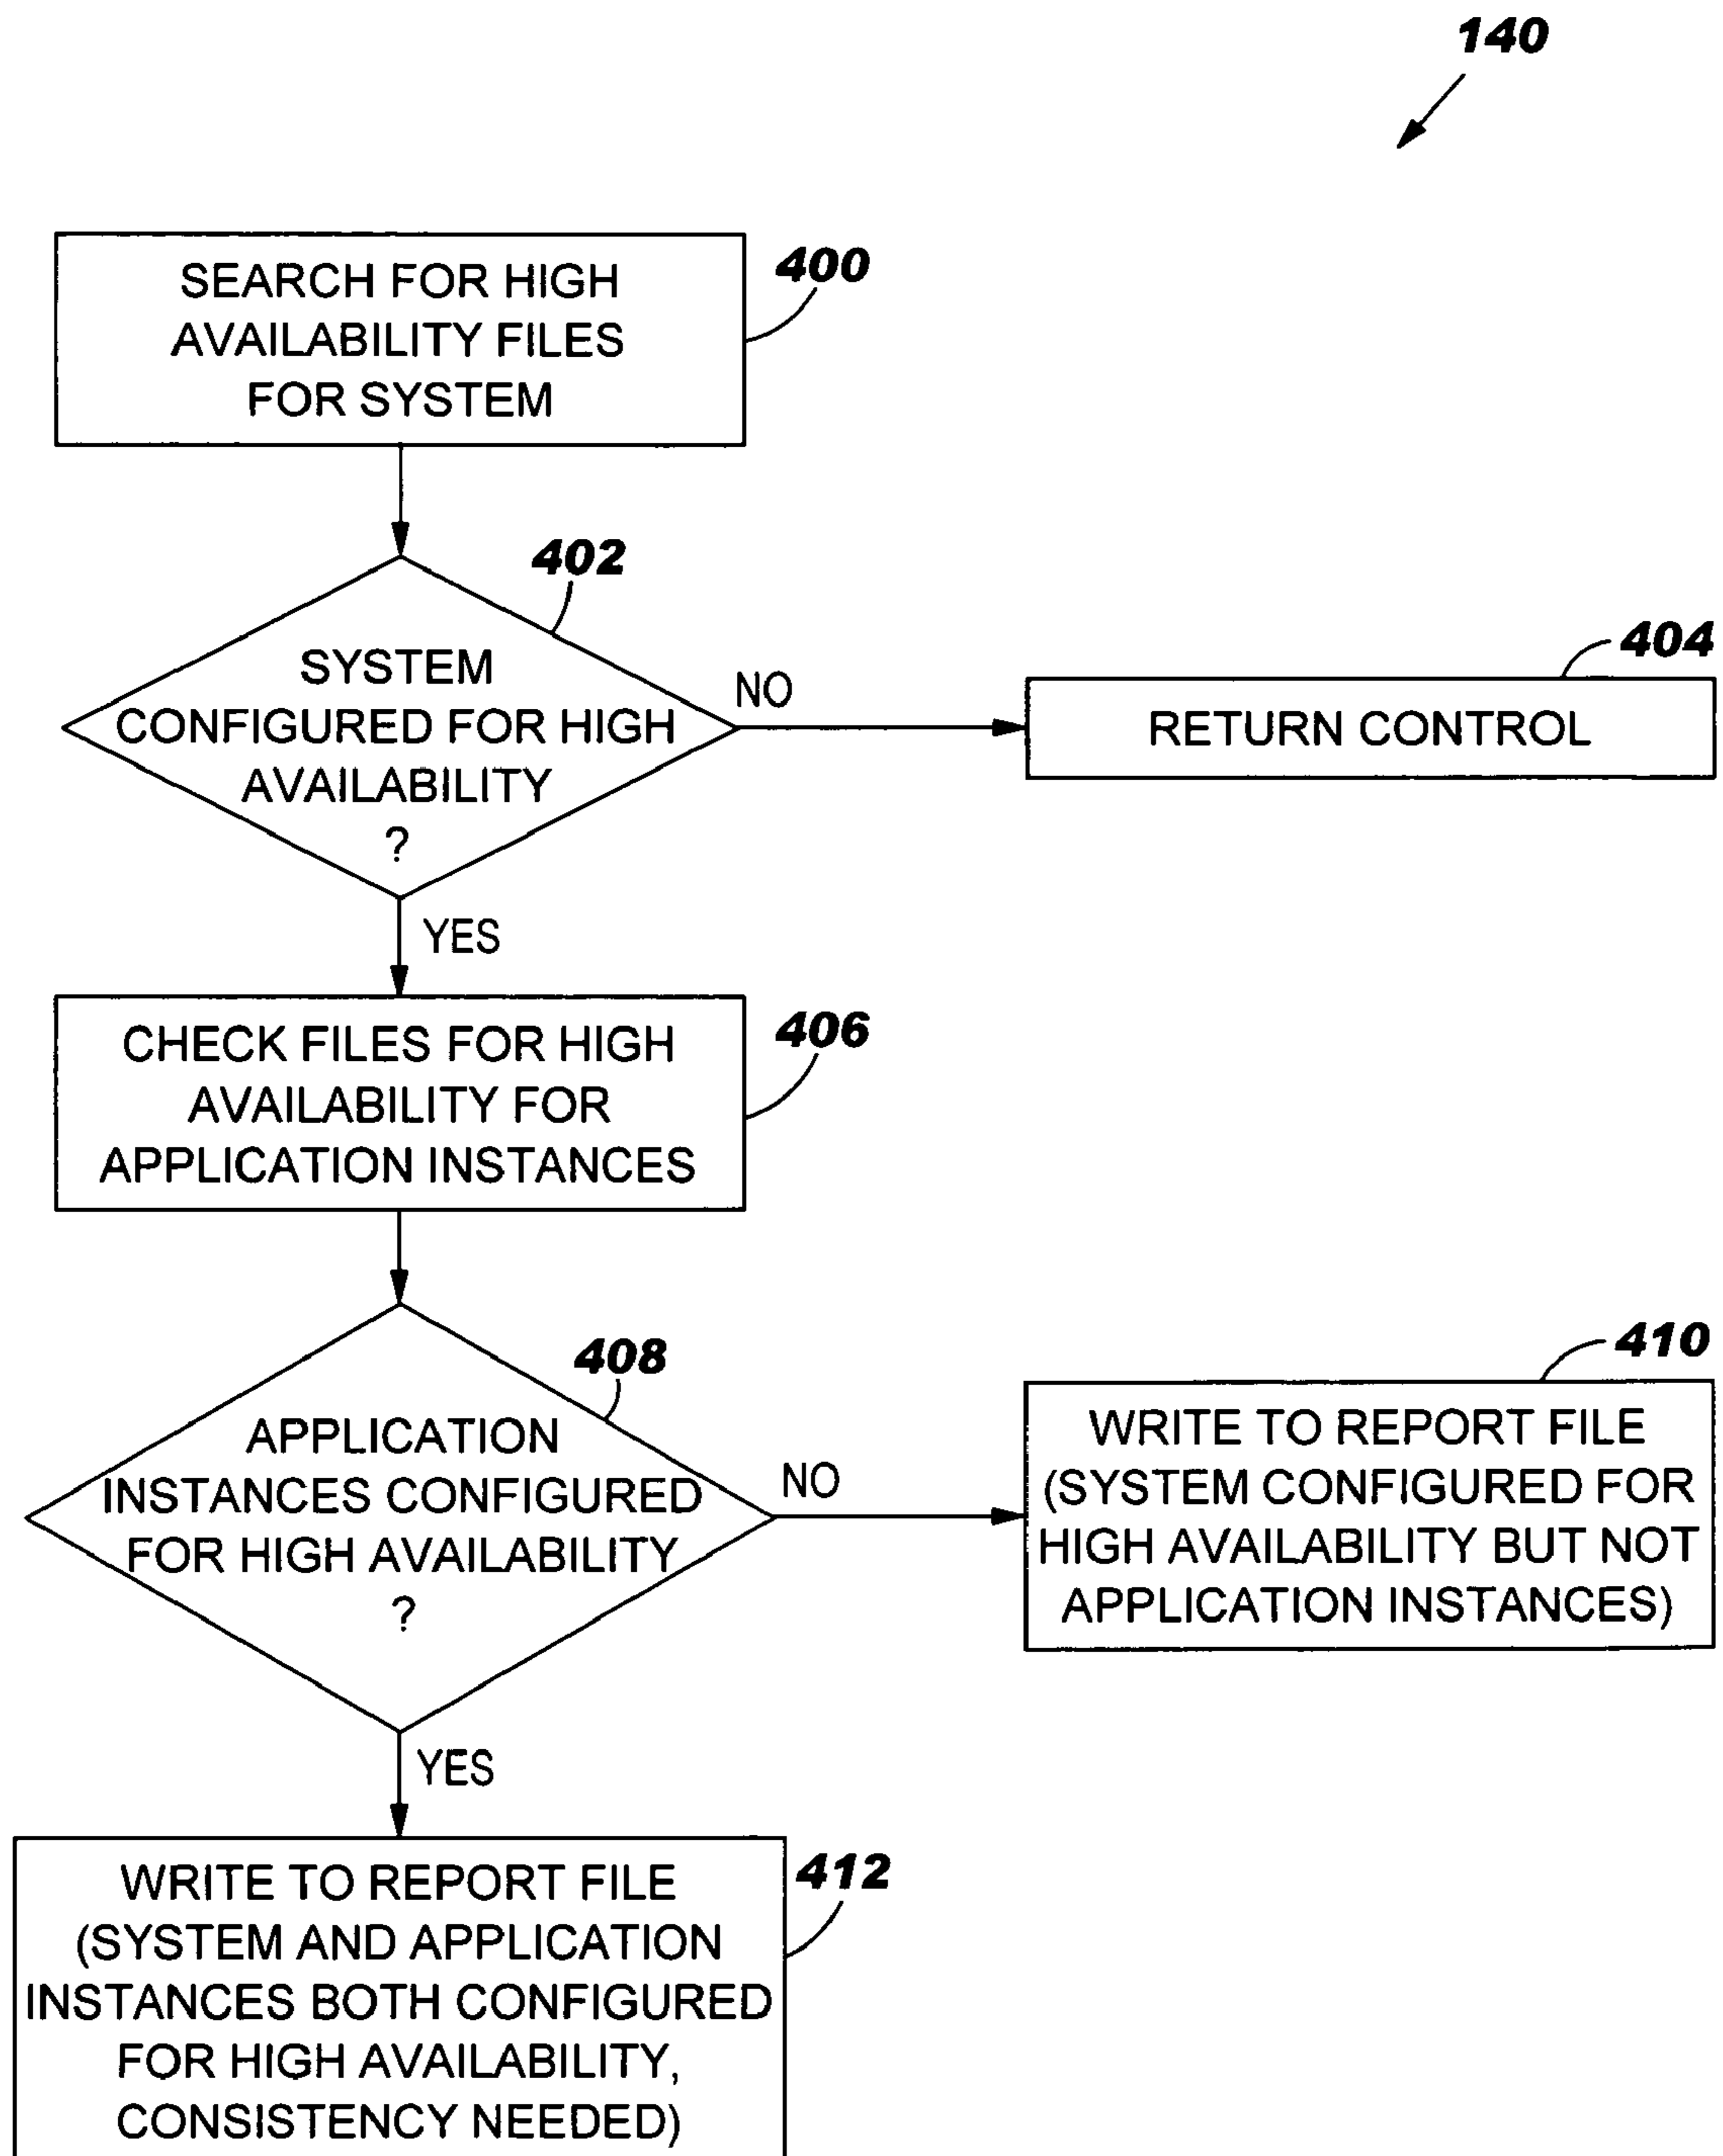 140
SEARCH FOR HIGH
AVAILABILITY FILES
FOR SYSTEM
400
402
SYSTEM
CONFIGURED FOR HIGH
AVAILABILITY
?
NO
404
RETURN CONTROL
YES
CHECK FILES FOR HIGH
AVAILABILITY FOR
APPLICATION INSTANCES
406
408
APPLICATION
INSTANCES CONFIGURED
FOR HIGH AVAILABILITY
?
NO
410
WRITE TO REPORT FILE
(SYSTEM CONFIGURED FOR
HIGH AVAILABILITY BUT NOT
APPLICATION INSTANCES)
YES
WRITE TO REPORT FILE
(SYSTEM AND APPLICATION
INSTANCES BOTH CONFIGURED
FOR HIGH AVAILABILITY,
CONSISTENCY NEEDED)
412